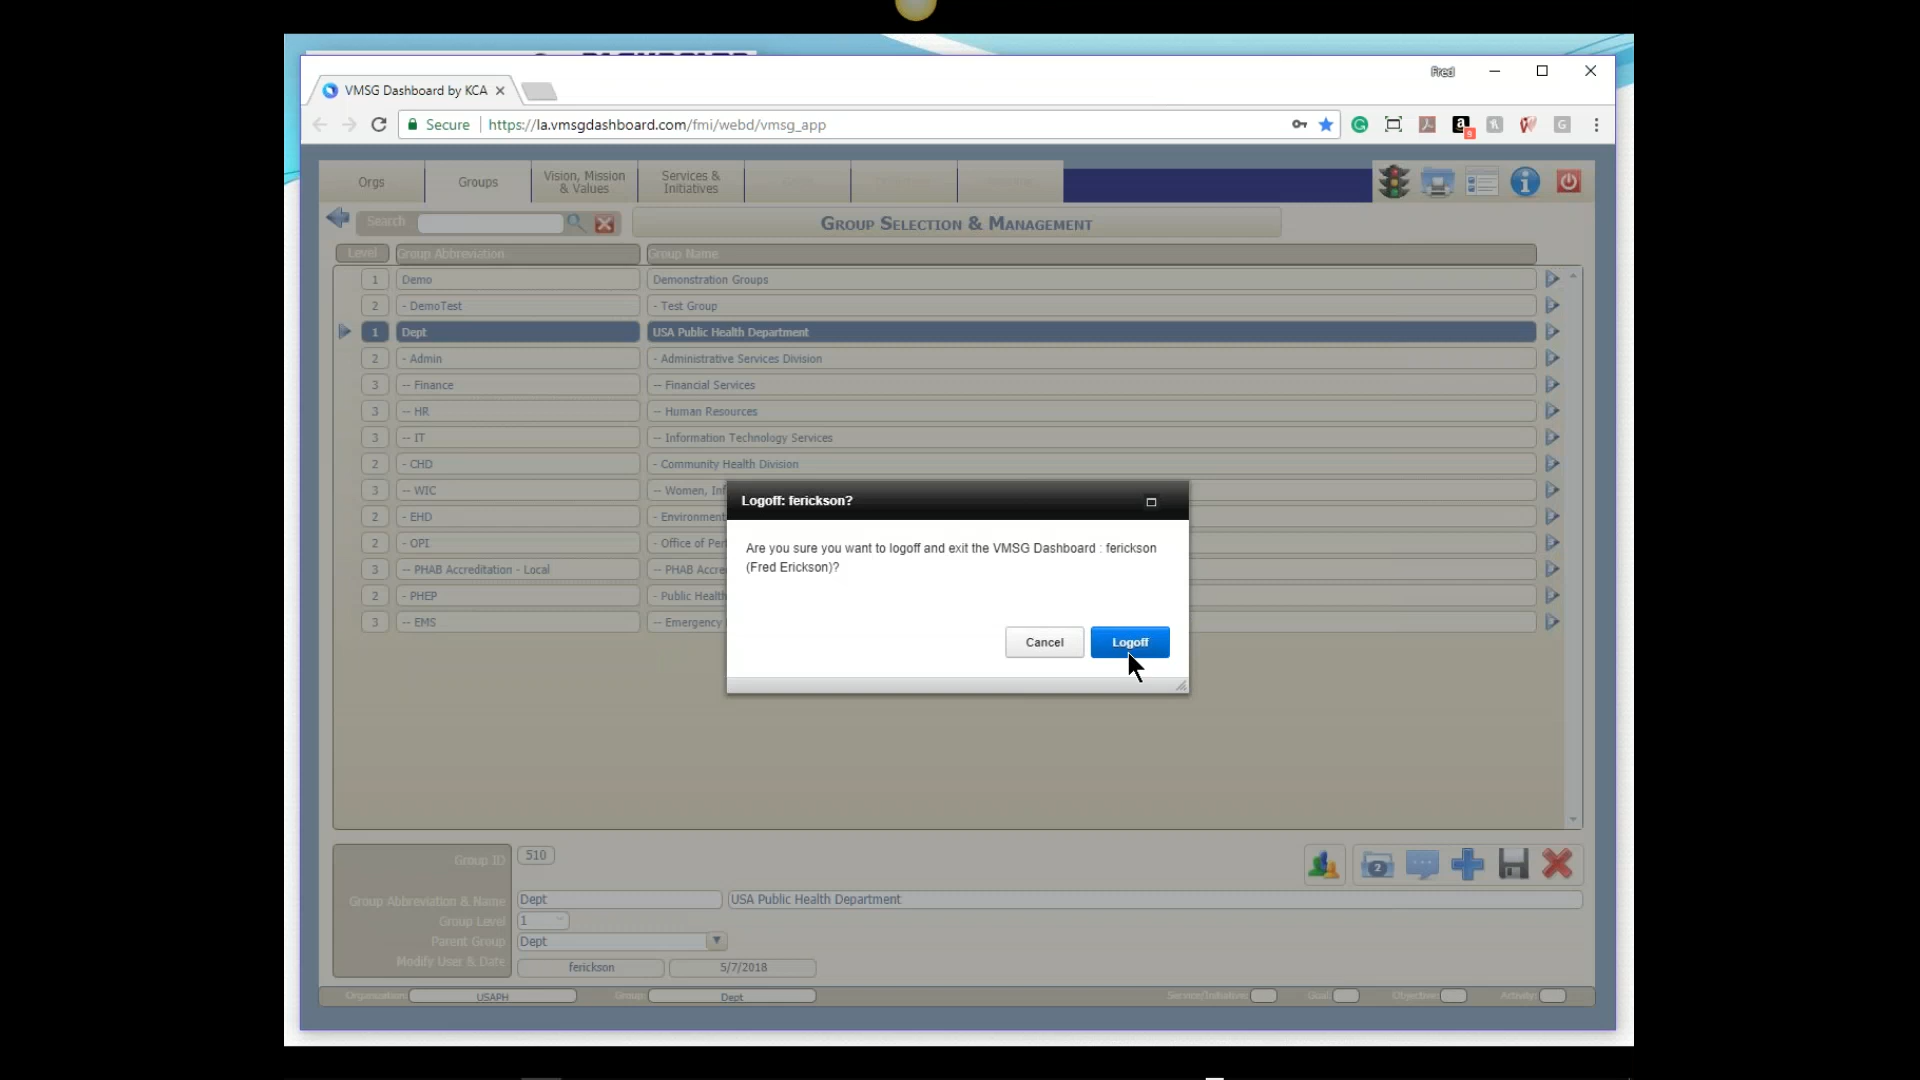 Fred
VMSG Dashboard by KCA
Secure https://la.vmsgdashboard.com/fmi/webd/vmsg_app
Orgs
Groups
Vision, Mission
& Values
Services &
Initiatives
Search
Group Selection & Management
Level Group Abbreviation Group Name
1 Demo Demonstration Groups
2 - DemoTest - Test Group
1 Dept USA Public Health Department
2 - Admin - Administrative Services Division
3 -- Finance -- Financial Services
3 -- HR -- Human Resources
3 -- IT -- Information Technology Services
2 - CHD - Community Health Division
3 -- WIC -- Women,
2 - EHD
2 - OPI - Office of
3 -- PHAB Accreditation - Local -- PHAB
2 - PHEP - Public Health
3 -- EMS -- Emergency
Logoff: ferickson?
Are you sure you want to logoff and exit the VMSG Dashboard : ferickson
(Fred Erickson)?
Cancel Logoff
Group ID 510
2
Group Abbreviation & Name Dept USA Public Health Department
Group Level 1
Parent Group Dept
Modify User & Date ferickson 5/7/2018
Organization: USAPH Group: Dept Service/Initiative: Goal: Objective: Activity: